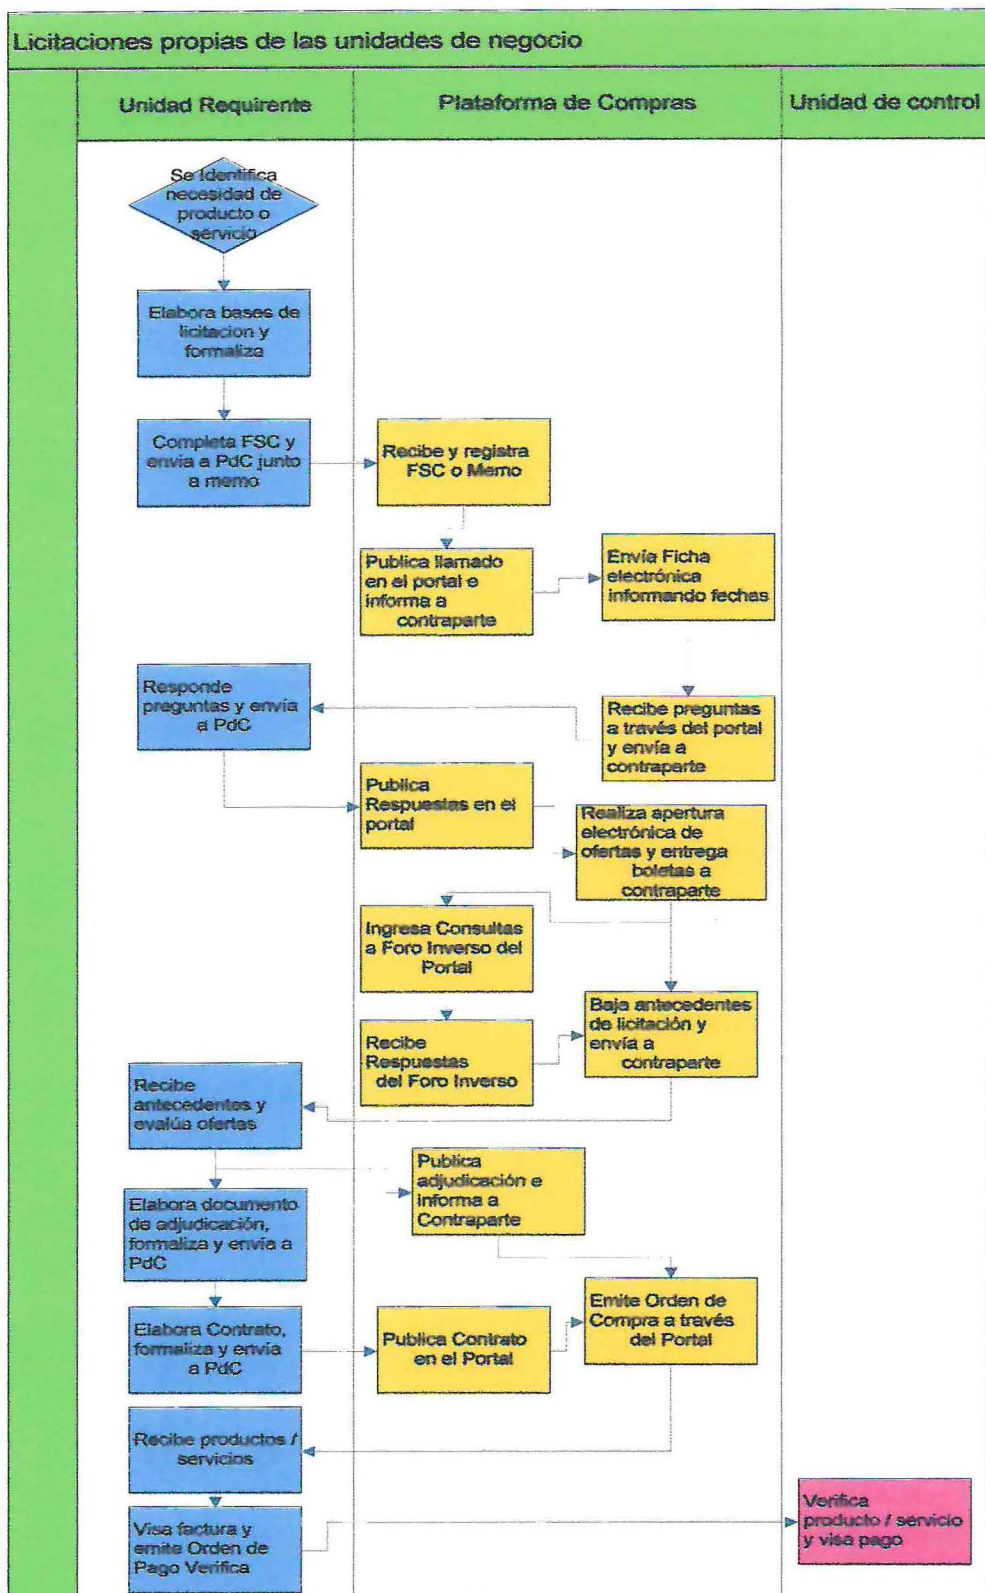 Licitaciones propias de las unidades de negocio
Unidad Requirente
Plataforma de Compras
Unidad de control
Se Identifica
necesidad de
producto o
servicio
Elabora bases de
licitacion y
formaliza
Completa FSC y
envia a PdC junto
a memo
Recibe y registra
FSC o Memo
Publica llamado
en el portal e
informa a
contraparte
Envía Ficha
electrónica
informando fechas
Responde
preguntas y envía
a PdC
Recibe preguntas
a través del portal
y envía a
contraparte
Publica
Respuestas en el
portal
Realiza apertura
electrónica de
ofertas y entrega
boletas a
contraparte
Ingresa Consultas
a Foro Inverso del
Portal
Baja antecedentes
de licitación y
envía a
contraparte
Recibe
Respuestas
del Foro Inverso
Recibe
antecedentes y
evalúa ofertas
Publica
adjudicación e
informa a
Contraparte
Elabora documento
de adjudicación,
formaliza y envía a
PdC
Emite Orden de
Compra a través
del Portal
Elabora Contrato,
formaliza y envía
a PdC
Publica Contrato
en el Portal
Recibe productos /
servicios
Visa factura y
emite Orden de
Pago Verifica
Verifica
producto / servicio
y visa pago